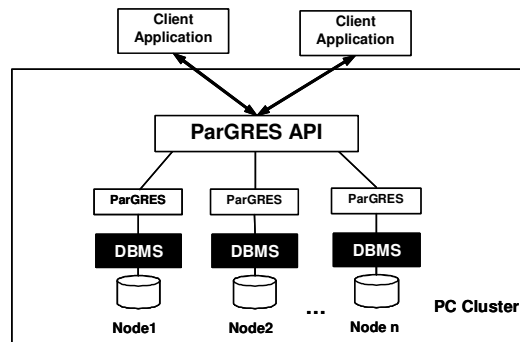 Client
Application
Client
Application
ParGRES API
ParGRES
ParGRES
ParGRES
DBMS
DBMS
DBMS
Node1
Node2
...
Node n
PC Cluster